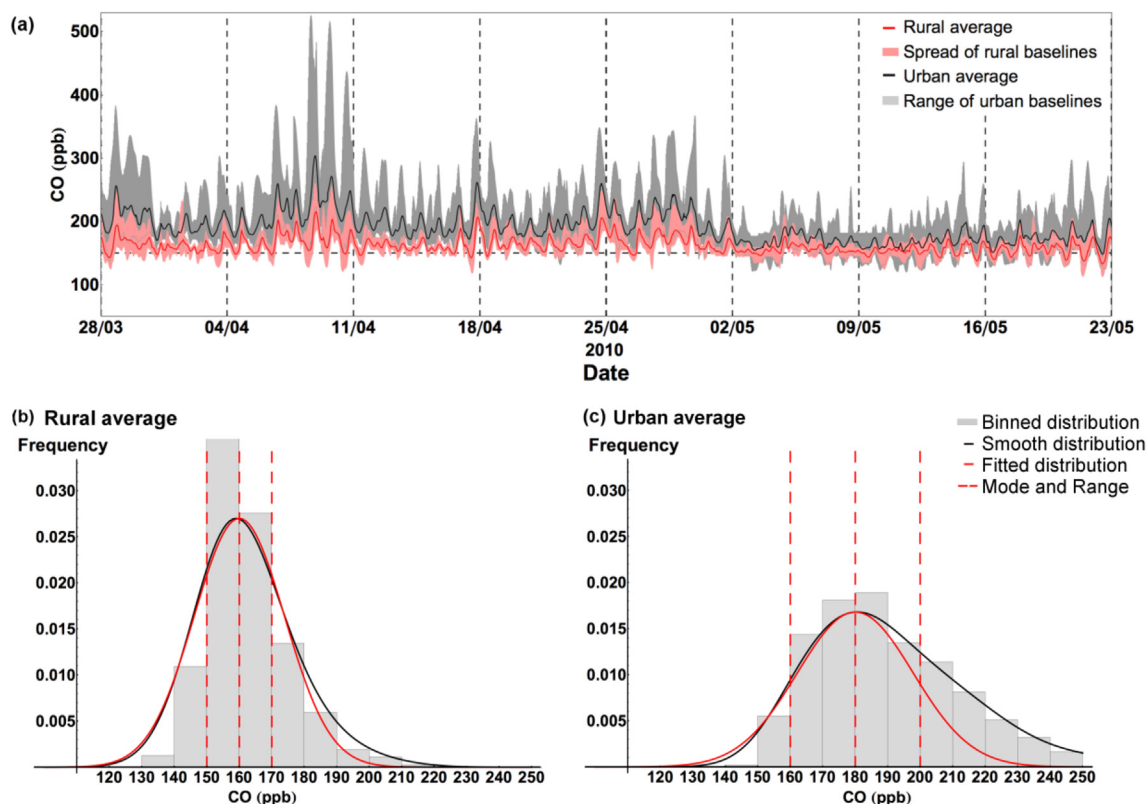 (a)
500
400
300
200
100
CO (ppb)
Rural average
Spread of rural baselines
Urban average
Range of urban baselines
28/03 04/04 11/04 18/04 25/04 02/05 09/05 16/05 23/05
2010
Date
(b) Rural average
Frequency
0.030
0.025
0.020
0.015
0.010
0.005
120 130 140 150 160 170 180 190 200 210 220 230 240 250
CO (ppb)
(c) Urban average
Frequency
Binned distribution
Smooth distribution
Fitted distribution
Mode and Range
0.030
0.025
0.020
0.015
0.010
0.005
120 130 140 150 160 170 180 190 200 210 220 230 240 250
CO (ppb)